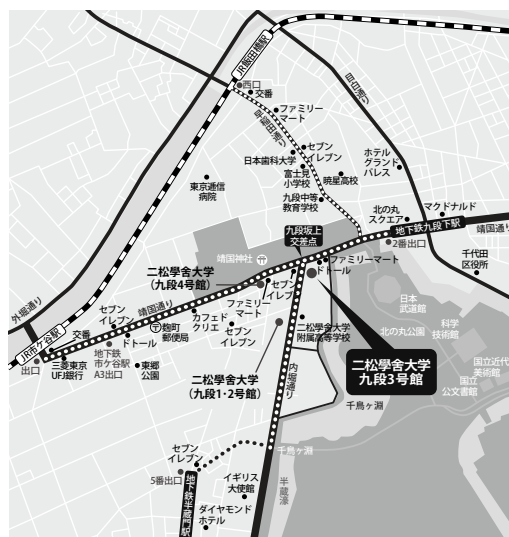 JR飯田橋駅
西口
交番
ファミリー
マート
目白通り
早稲田通り
セブン
イレブン
日本歯科大学
富士見
小学校
暁星高校
ホテル
グランド
パレス
東京逓信
病院
九段中等
教育学校
北の丸
スクエア
マクドナルド
地下鉄九段下駅
靖国通り
2番出口
九段坂上
交差点
千代田
区役所
靖国神社
ファミリーマート
ドトール
二松學舍大学
(九段4号館)
セブン
イレブン
外堀通り
靖国通り
ファミリー
マート
カフェド
クリエ
日本
武道館
北の丸公園
科学
技術館
セブン
イレブン
交番
麹町
郵便局
セブン
イレブン
二松學舍大学
附属高等学校
JR市ケ谷駅
出口
ドトール
三菱東京
UFJ銀行
地下鉄
市ケ谷駅
A3出口
東郷
公園
二松學舍大学
(九段1・2号館)
内堀通り
二松學舍大学
九段3号館
国立近代
美術館
国立
公文書館
千鳥ヶ淵
千鳥ヶ淵
セブン
イレブン
5番出口
地下鉄半蔵門駅
イギリス
大使館
半蔵濠
ダイヤモンド
ホテル